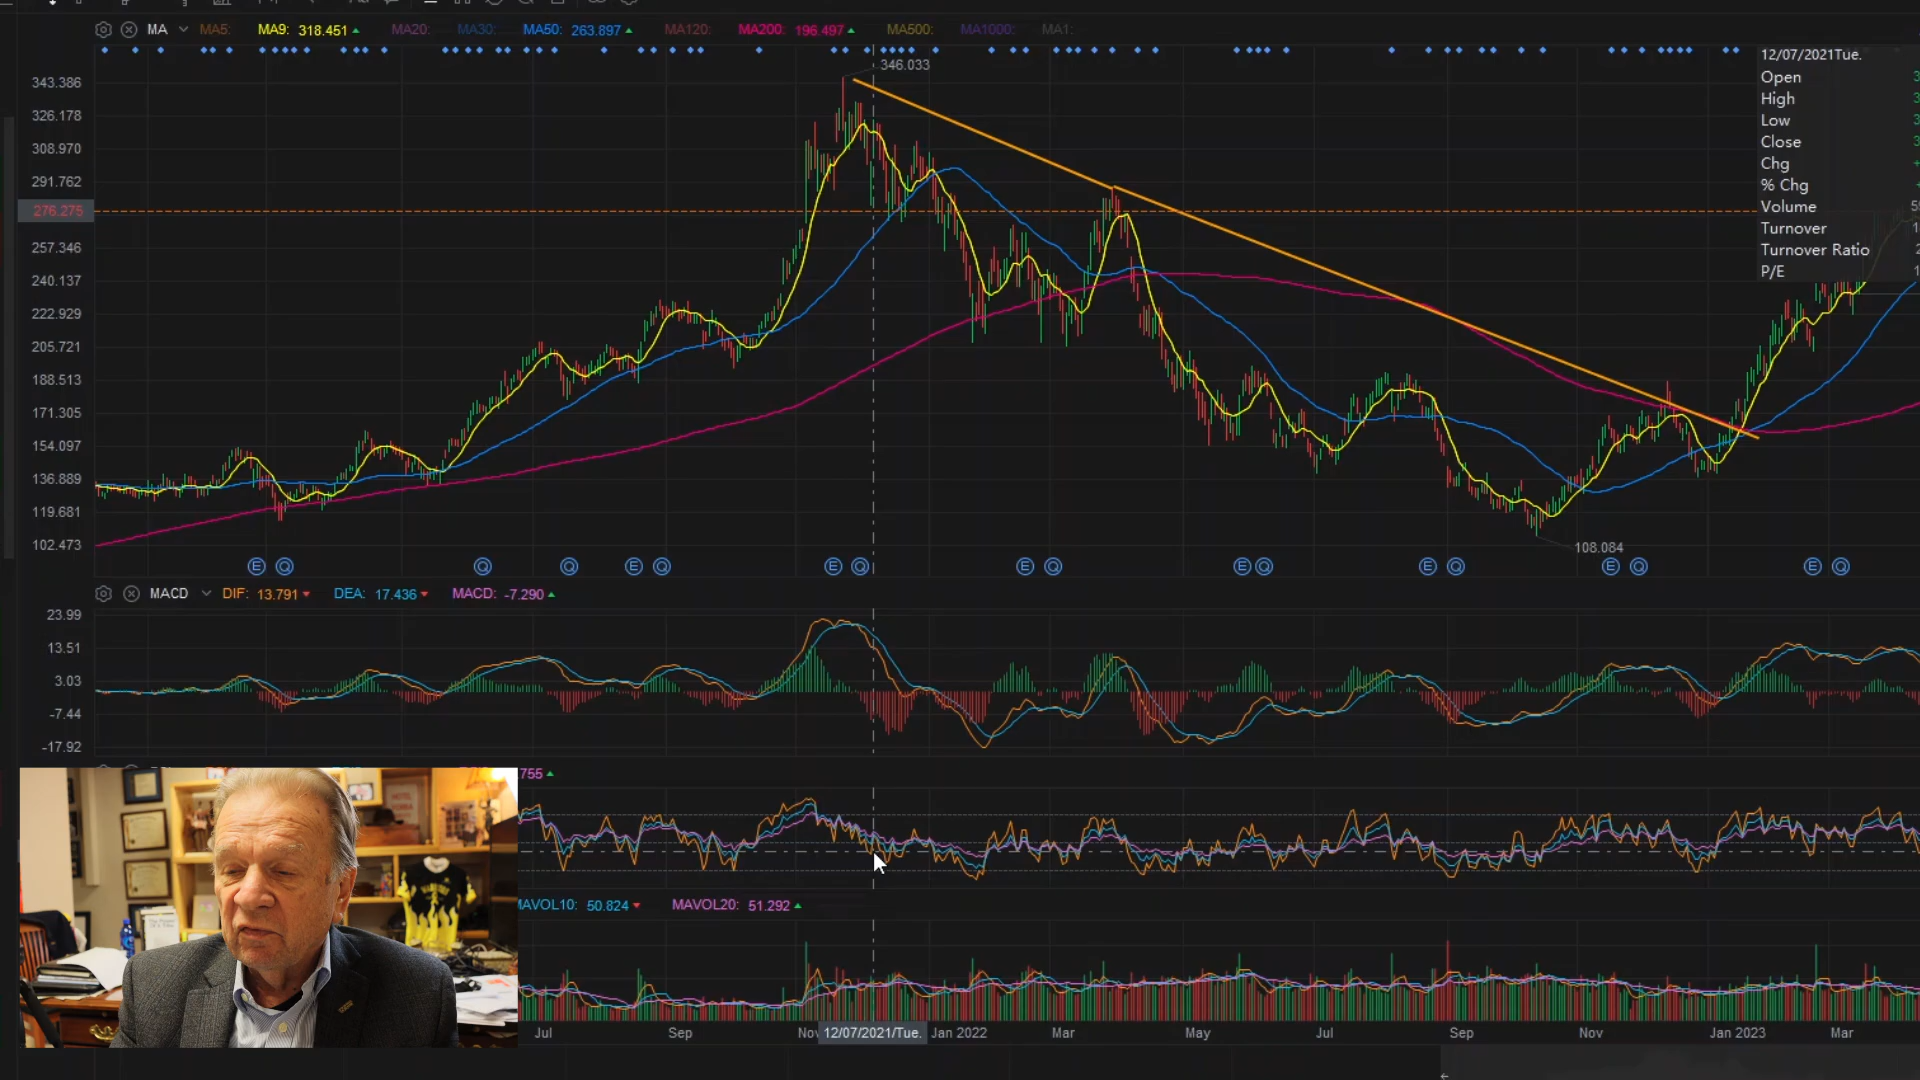 MA MA5: MA9: 318.451 MA20: MA30: MA50: 263.897 MA120: MA200: 196.497 MA500: MA1000: MA1:
346.033
12/07/2021Tue.
Open
High
Low
Close
Chg
% Chg
Volume
Turnover
Turnover Ratio
P/E
343.386
326.178
308.970
291.762
276.275
257.346
240.137
222.929
205.721
188.513
171.305
154.097
136.889
119.681
102.473
108.084
E Q Q Q E Q E Q E Q E Q E Q E Q E Q
MACD DIF: 13.791 DEA: 17.436 MACD: -7.290
23.99
13.51
3.03
-7.44
-17.92
755
MAVOL10: 50.824 MAVOL20: 51.292
Jul Sep Nov 12/07/2021/Tue. Jan 2022 Mar May Jul Sep Nov Jan 2023 Mar